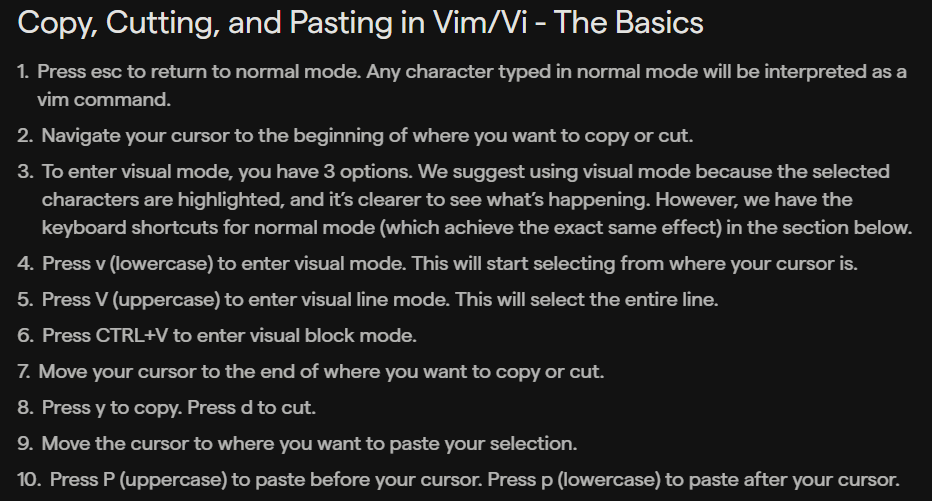 Copy, Cutting, and Pasting in Vim/Vi - The Basics
1. Press esc to return to normal mode. Any character typed in normal mode will be interpreted as a
vim command.
2. Navigate your cursor to the beginning of where you want to copy or cut.
3. To enter visual mode, you have 3 options. We suggest using visual mode because the selected
characters are highlighted, and it’s clearer to see what’s happening. However, we have the
keyboard shortcuts for normal mode (which achieve the exact same effect) in the section below.
4. Press v (lowercase) to enter visual mode. This will start selecting from where your cursor is.
5. Press V (uppercase) to enter visual line mode. This will select the entire line.
6. Press CTRL+V to enter visual block mode.
7. Move your cursor to the end of where you want to copy or cut.
8. Press y to copy. Press d to cut.
9. Move the cursor to where you want to paste your selection.
10. Press P (uppercase) to paste before your cursor. Press p (lowercase) to paste after your cursor.